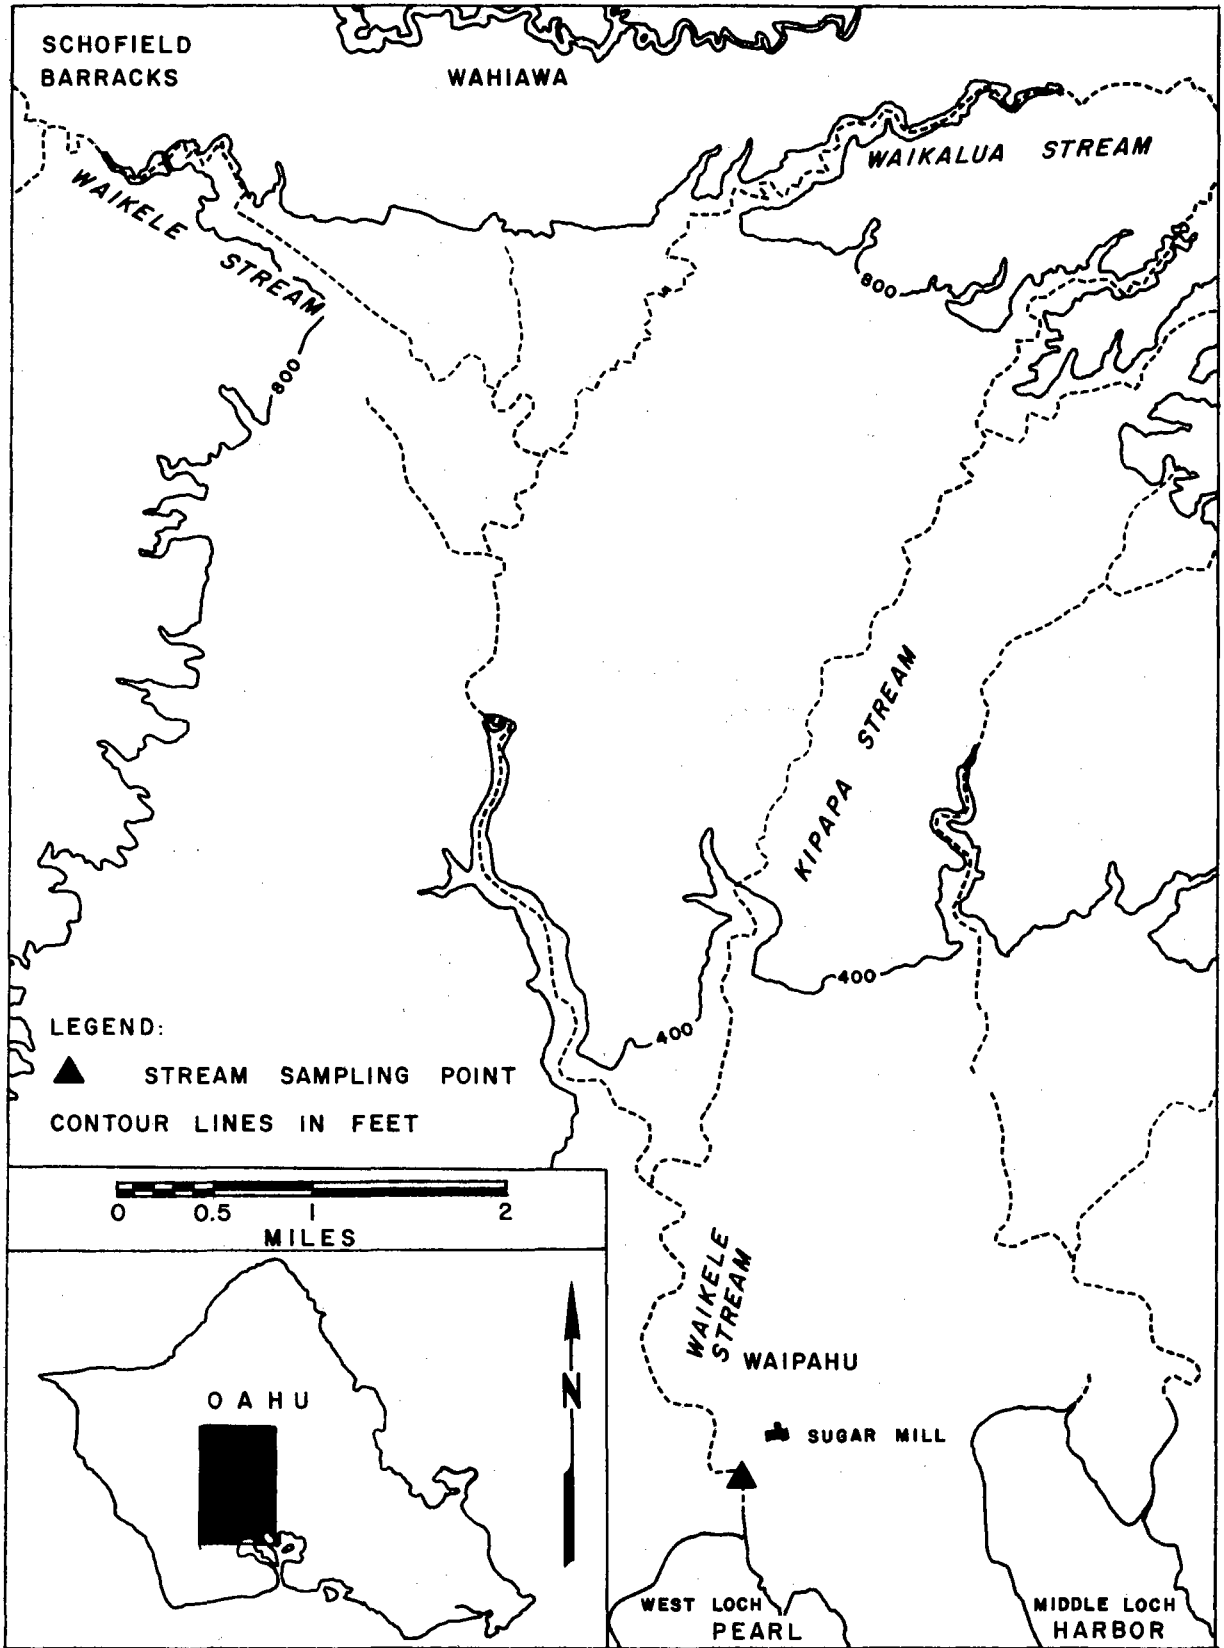 SCHOFIELD
BARRACKS
WAHIAWA
WAIKALUA STREAM
WAIKELE
STREAM
800
800
KIPAPA STREAM
400
400
LEGEND:
STREAM SAMPLING POINT
CONTOUR LINES IN FEET
0 0.5 1 2
MILES
WAIKELE
STREAM
WAIPAHU
OAHU
N
SUGAR MILL
WEST LOCH
PEARL
MIDDLE LOCH
HARBOR